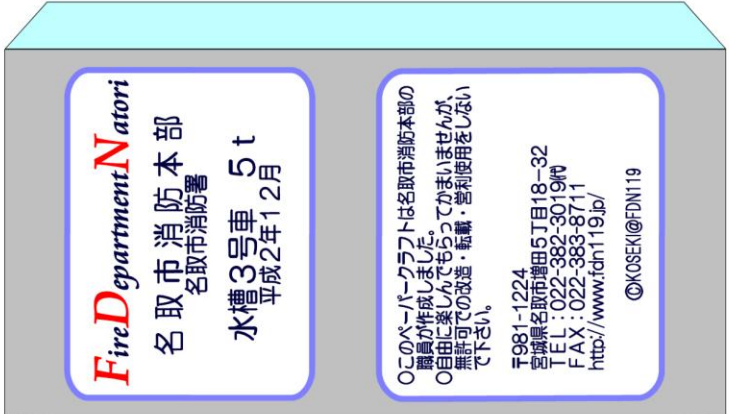 FireDepartmentNatori
名取市消防本部
名取市消防署
水槽3号車 5t
平成2年12月
○このペーパークラフトは名取市消防本部の
職員が作成しました。
○自由に楽しんでもらってかまいませんが、
無許可での改造・転載・営利使用をしない
で下さい。
〒981-1224
宮城県名取市増田5丁目18-32
TEL:022-382-3019㈹
FAX:022-383-8711
http://www.fdn119.jp/
©KOSEKI@FDN119